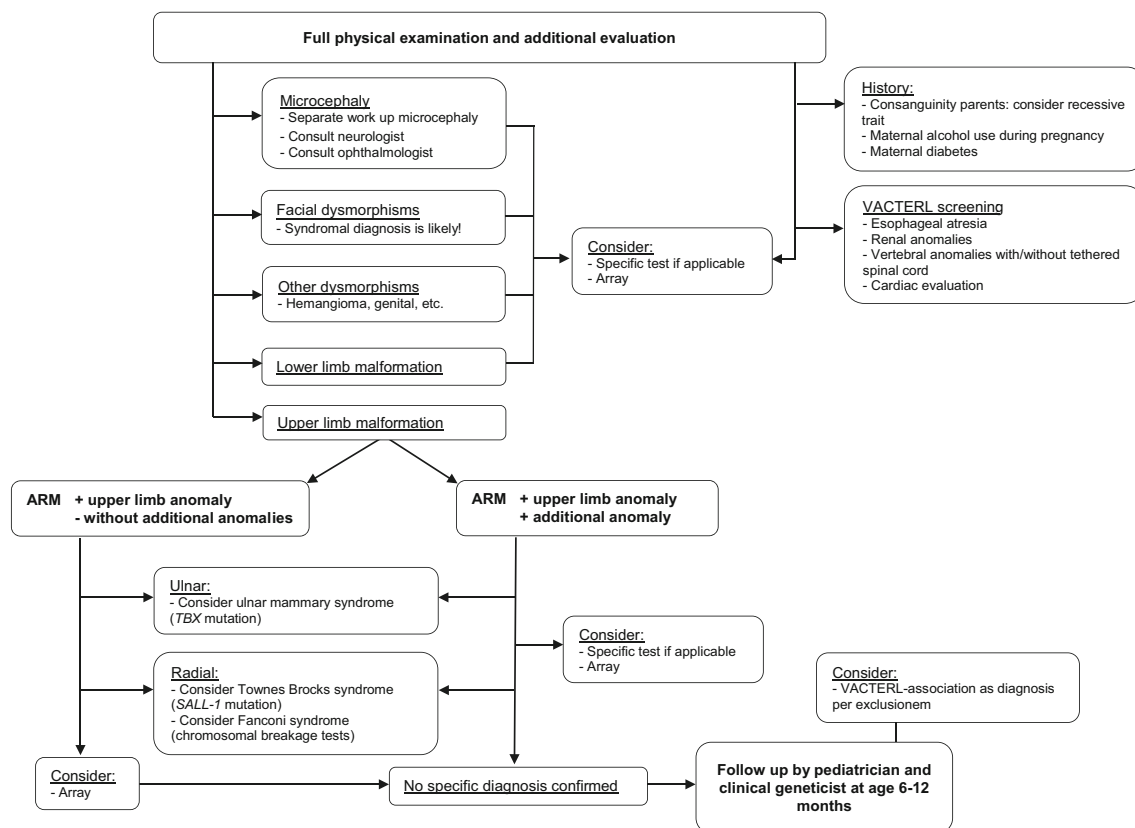 Full physical examination and additional evaluation
Microcephaly
- Separate work up microcephaly
- Consult neurologist
- Consult ophthalmologist
History:
- Consanguinity parents: consider recessive
trait
- Maternal alcohol use during pregnancy
- Maternal diabetes
Facial dysmorphisms
- Syndromal diagnosis is likely!
VACTERL screening
- Esophageal atresia
- Renal anomalies
- Vertebral anomalies with/without tethered
spinal cord
- Cardiac evaluation
Consider:
- Specific test if applicable
- Array
Other dysmorphisms
- Hemangioma, genital, etc.
Lower limb malformation
Upper limb malformation
ARM + upper limb anomaly
- without additional anomalies
ARM + upper limb anomaly
+ additional anomaly
Ulnar:
- Consider ulnar mammary syndrome
(TBX mutation)
Consider:
- Specific test if applicable
- Array
Radial:
- Consider Townes Brocks syndrome
(SALL-1 mutation)
- Consider Fanconi syndrome
(chromosomal breakage tests)
Consider:
- VACTERL-association as diagnosis
per exclusionem
Consider:
- Array
No specific diagnosis confirmed
Follow up by pediatrician and
clinical geneticist at age 6-12
months